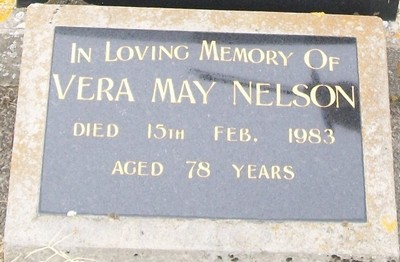 In Loving Memory Of
VERA MAY NELSON
DIED 15TH FEB. 1983
AGED 78 YEARS